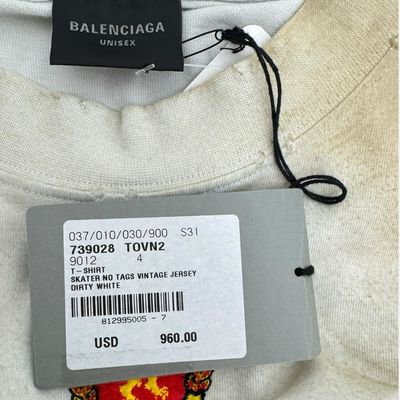 BALENCIAGA
UNISEX
037/010/030/900 S31
739028 TOVN2
9012 4
T-SHIRT
SKATER NO TAGS VINTAGE JERSEY
DIRTY WHITE
812995005 - 7
USD 960.00